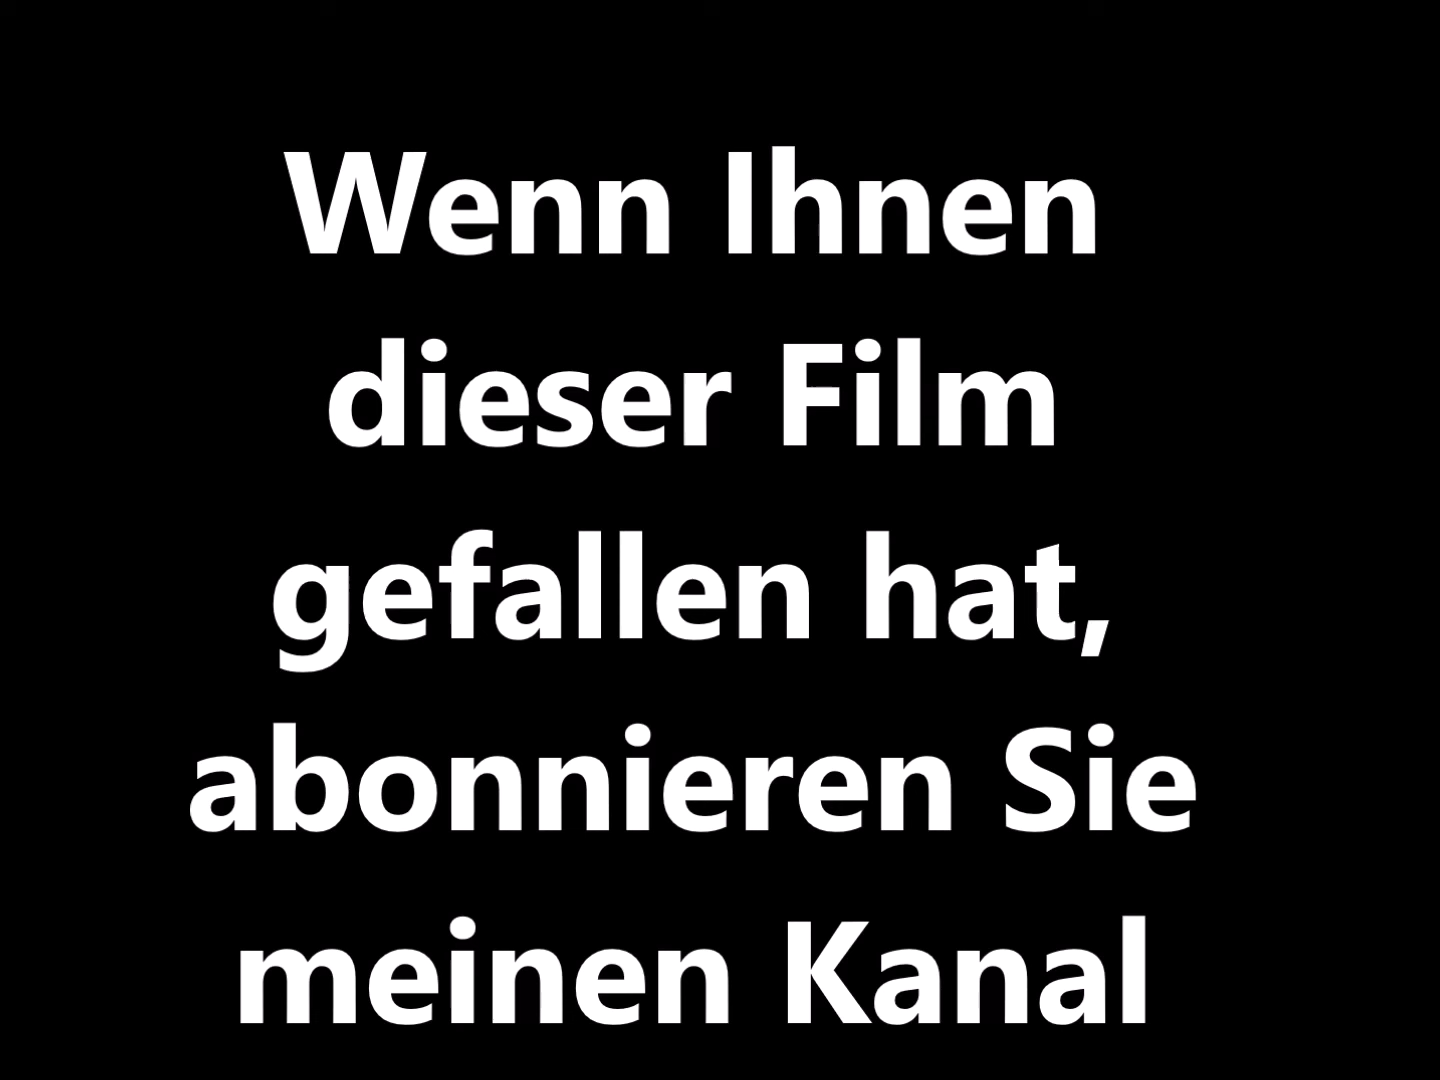 Wenn Ihnen
dieser Film
gefallen hat,
abonnieren Sie
meinen Kanal